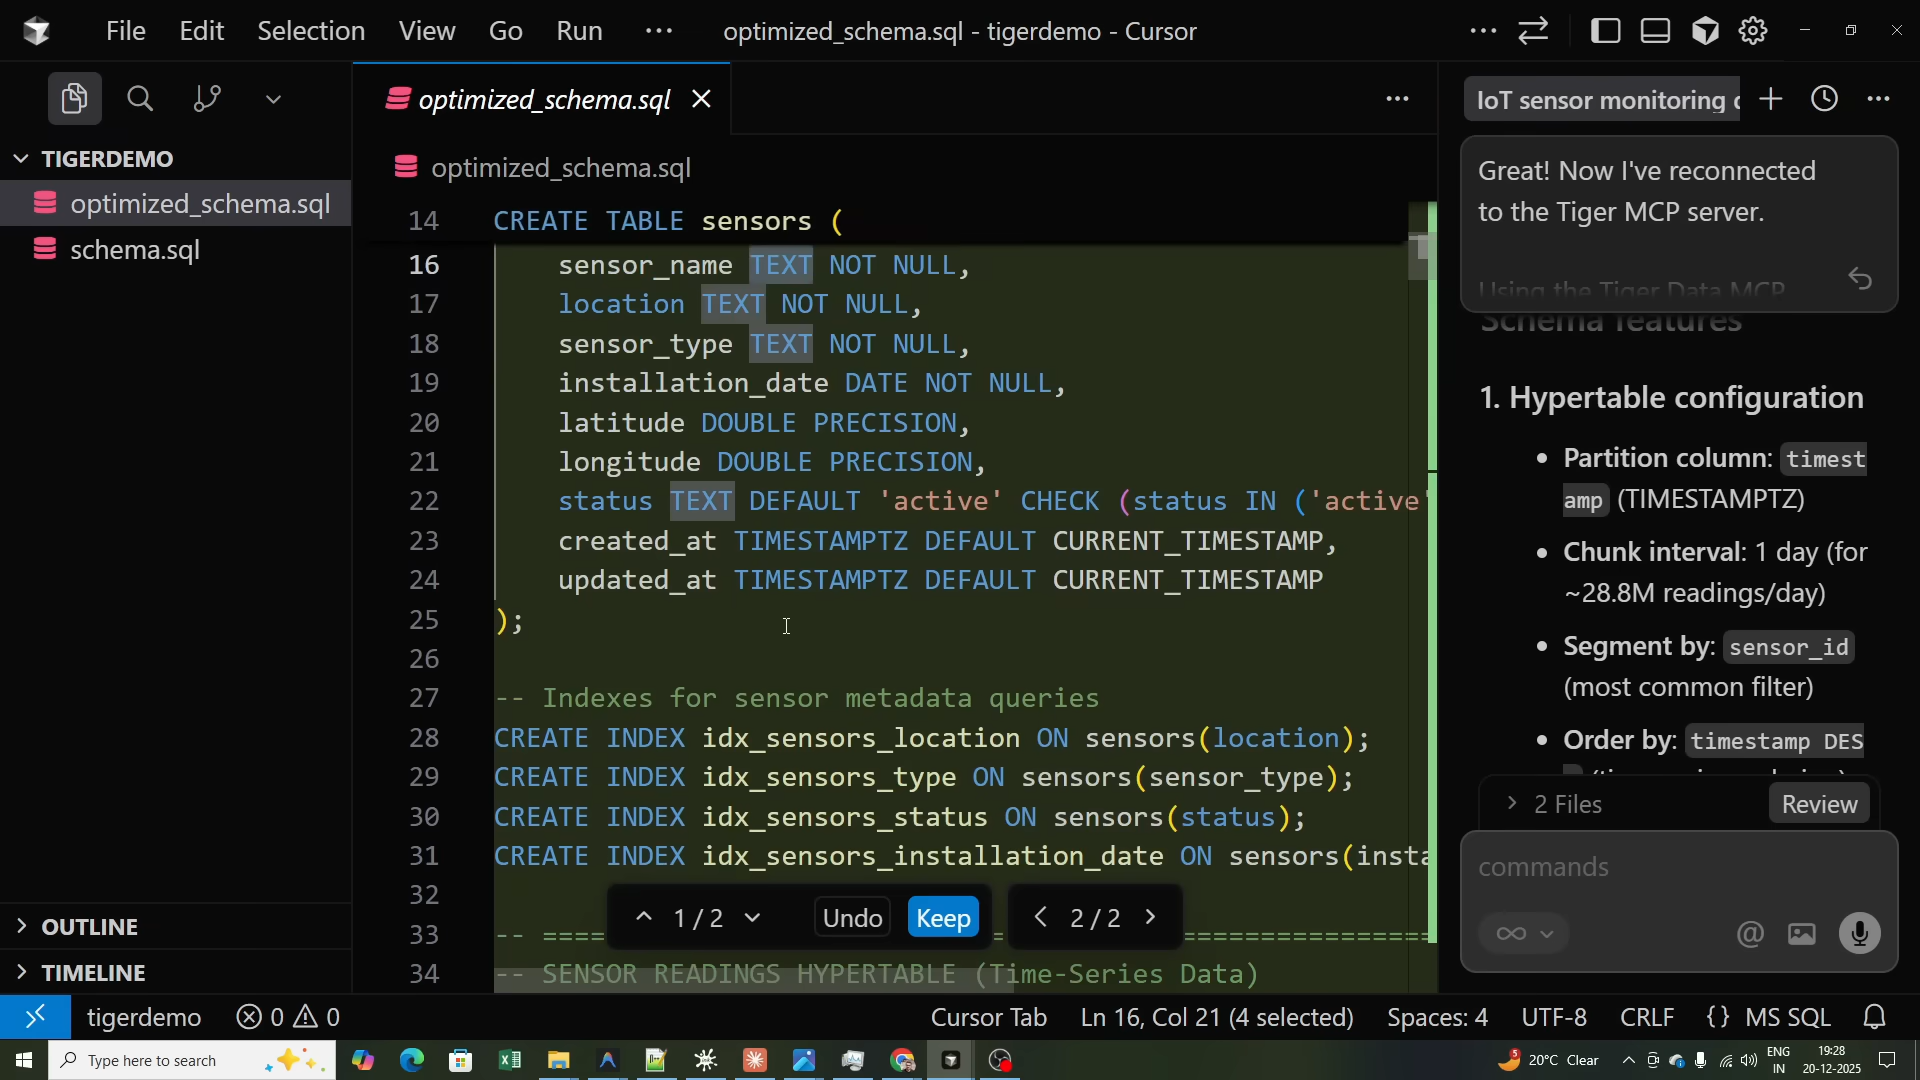 File Edit Selection View Go Run ··· optimized_schema.sql - tigerdemo - Cursor
TIGERDEMO
optimized_schema.sql
schema.sql
OUTLINE
TIMELINE
optimized_schema.sql
optimized_schema.sql
14 CREATE TABLE sensors (
16 sensor_name TEXT NOT NULL,
17 location TEXT NOT NULL,
18 sensor_type TEXT NOT NULL,
19 installation_date DATE NOT NULL,
20 latitude DOUBLE PRECISION,
21 longitude DOUBLE PRECISION,
22 status TEXT DEFAULT 'active' CHECK (status IN ('active'
23 created_at TIMESTAMPTZ DEFAULT CURRENT_TIMESTAMP,
24 updated_at TIMESTAMPTZ DEFAULT CURRENT_TIMESTAMP
25 );
26
27 -- Indexes for sensor metadata queries
28 CREATE INDEX idx_sensors_location ON sensors(location);
29 CREATE INDEX idx_sensors_type ON sensors(sensor_type);
30 CREATE INDEX idx_sensors_status ON sensors(status);
31 CREATE INDEX idx_sensors_installation_date ON sensors(insta
32
1 / 2 Undo Keep 2 / 2
33 -- ====
34 -- SENSOR READINGS HYPERTABLE (Time-Series Data)
IoT sensor monitoring
Great! Now I've reconnected
to the Tiger MCP server.
Using the Tiger Data MCP
Schema features
1. Hypertable configuration
• Partition column: timest
amp (TIMESTAMPTZ)
• Chunk interval: 1 day (for
~28.8M readings/day)
• Segment by: sensor_id
(most common filter)
• Order by: timestamp DES
2 Files Review
commands
tigerdemo 0 0 Cursor Tab Ln 16, Col 21 (4 selected) Spaces: 4 UTF-8 CRLF {} MS SQL
Type here to search
5 20°C Clear
ENG
IN
19:28
20-12-2025